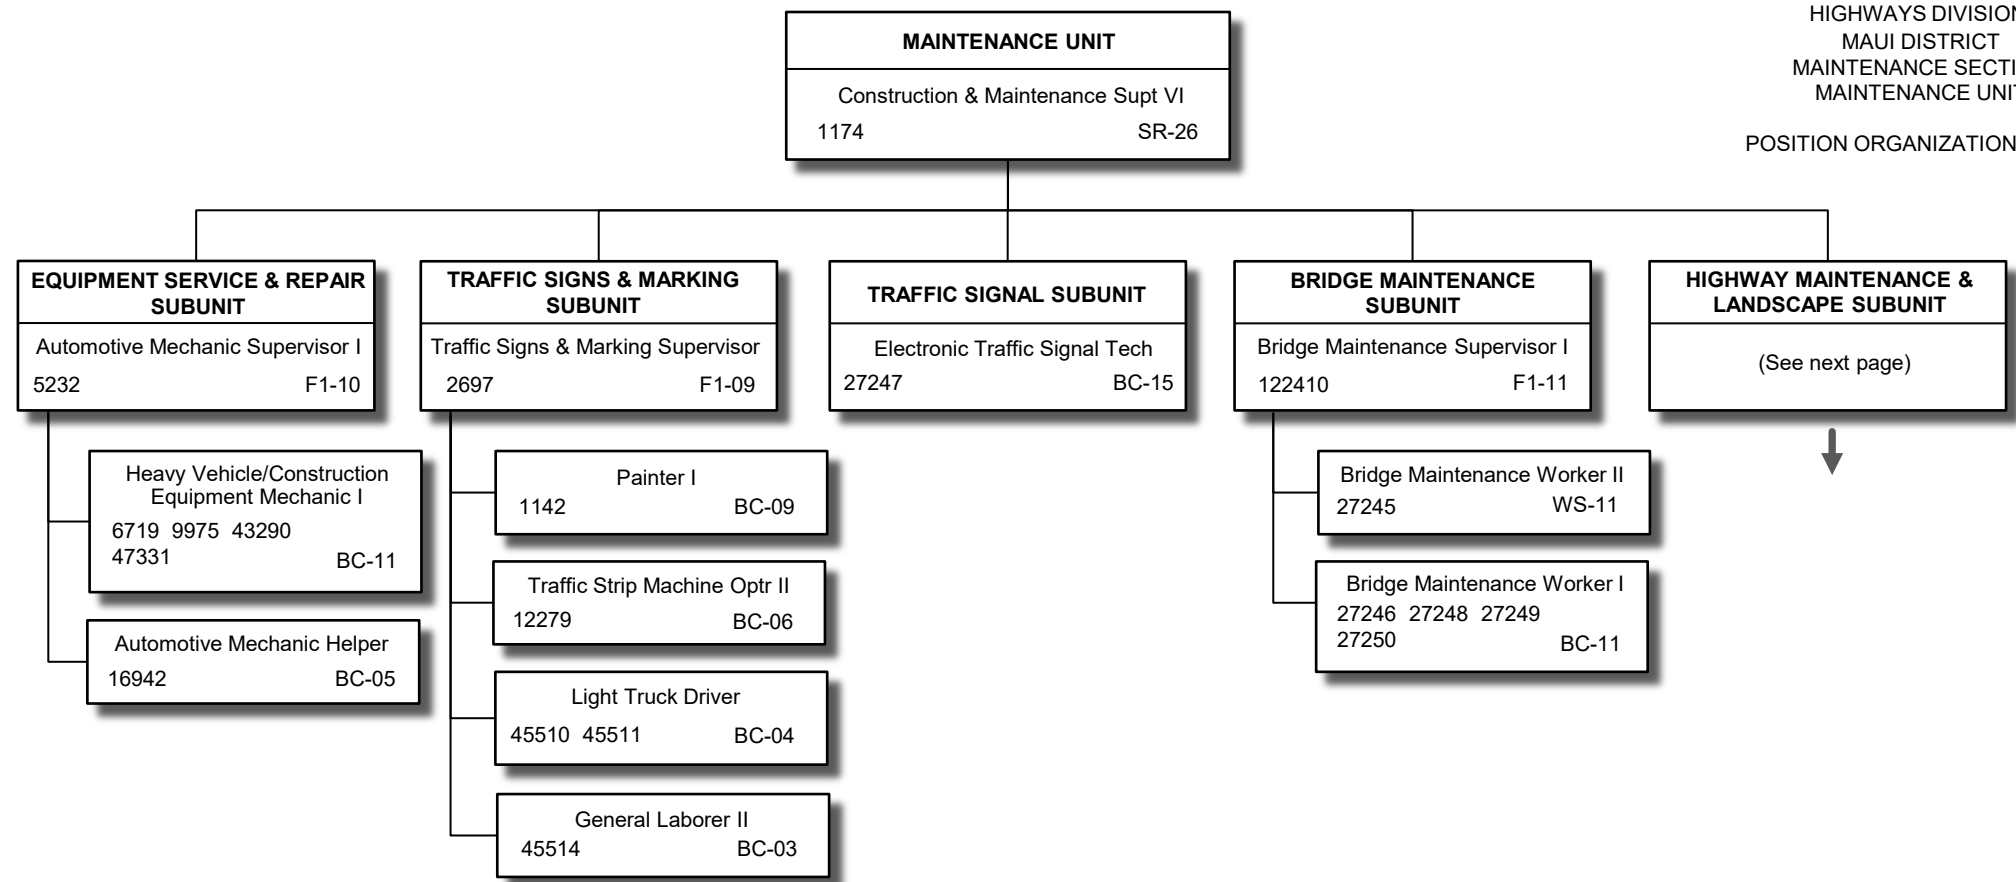 HIGHWAYS DIVISION
MAUI DISTRICT
MAINTENANCE SECTI
MAINTENANCE UNIT
POSITION ORGANIZATION
MAINTENANCE UNIT
Construction & Maintenance Supt VI
1174 SR-26
EQUIPMENT SERVICE & REPAIR
SUBUNIT
Automotive Mechanic Supervisor I
5232 F1-10
Heavy Vehicle/Construction
Equipment Mechanic I
6719 9975 43290
47331 BC-11
Automotive Mechanic Helper
16942 BC-05
TRAFFIC SIGNS & MARKING
SUBUNIT
Traffic Signs & Marking Supervisor
2697 F1-09
Painter I
1142 BC-09
Traffic Strip Machine Optr II
12279 BC-06
Light Truck Driver
45510 45511 BC-04
General Laborer II
45514 BC-03
TRAFFIC SIGNAL SUBUNIT
Electronic Traffic Signal Tech
27247 BC-15
BRIDGE MAINTENANCE
SUBUNIT
Bridge Maintenance Supervisor I
122410 F1-11
Bridge Maintenance Worker II
27245 WS-11
Bridge Maintenance Worker I
27246 27248 27249
27250 BC-11
HIGHWAY MAINTENANCE &
LANDSCAPE SUBUNIT
(See next page)